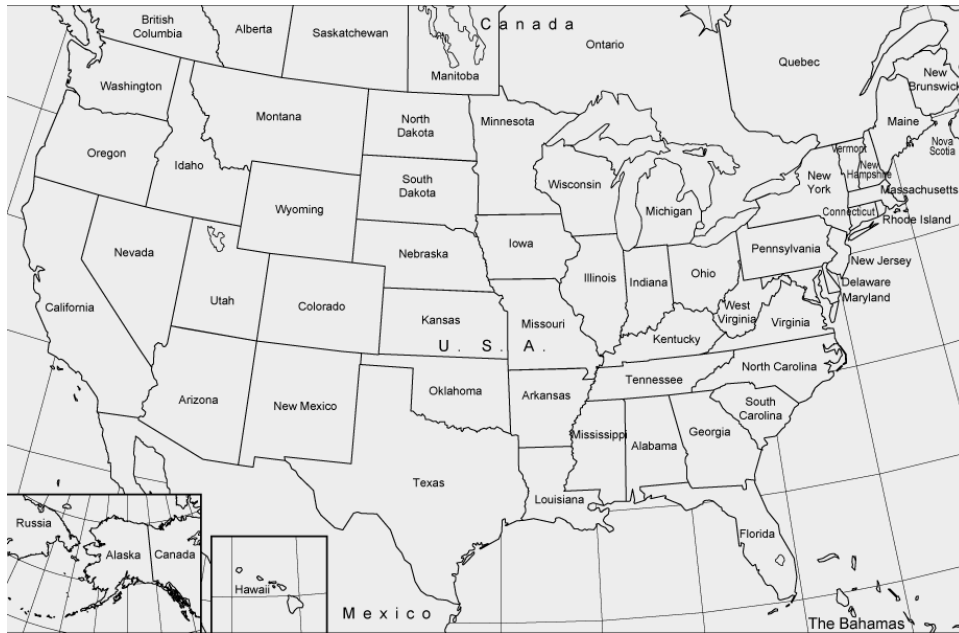 British
Columbia
Alberta
Saskatchewan
Manitoba
Canada
Ontario
Quebec
New
Brunswick
Nova
Scotia
Washington
Montana
North
Dakota
Minnesota
Maine
Oregon
Idaho
Wyoming
South
Dakota
Wisconsin
Michigan
New
York
Vermont
New
Hampshire
Massachusetts
Connecticut
Rhode Island
Nevada
Utah
Colorado
Nebraska
Iowa
Illinois
Indiana
Ohio
Pennsylvania
New Jersey
Delaware
Maryland
California
Kansas
Missouri
West
Virginia
Virginia
Kentucky
U. S. A.
Arizona
New Mexico
Oklahoma
Arkansas
Tennessee
North Carolina
South
Carolina
Mississippi
Alabama
Georgia
Texas
Louisiana
Florida
Russia
Alaska
Canada
Hawaii
Mexico
The Bahamas